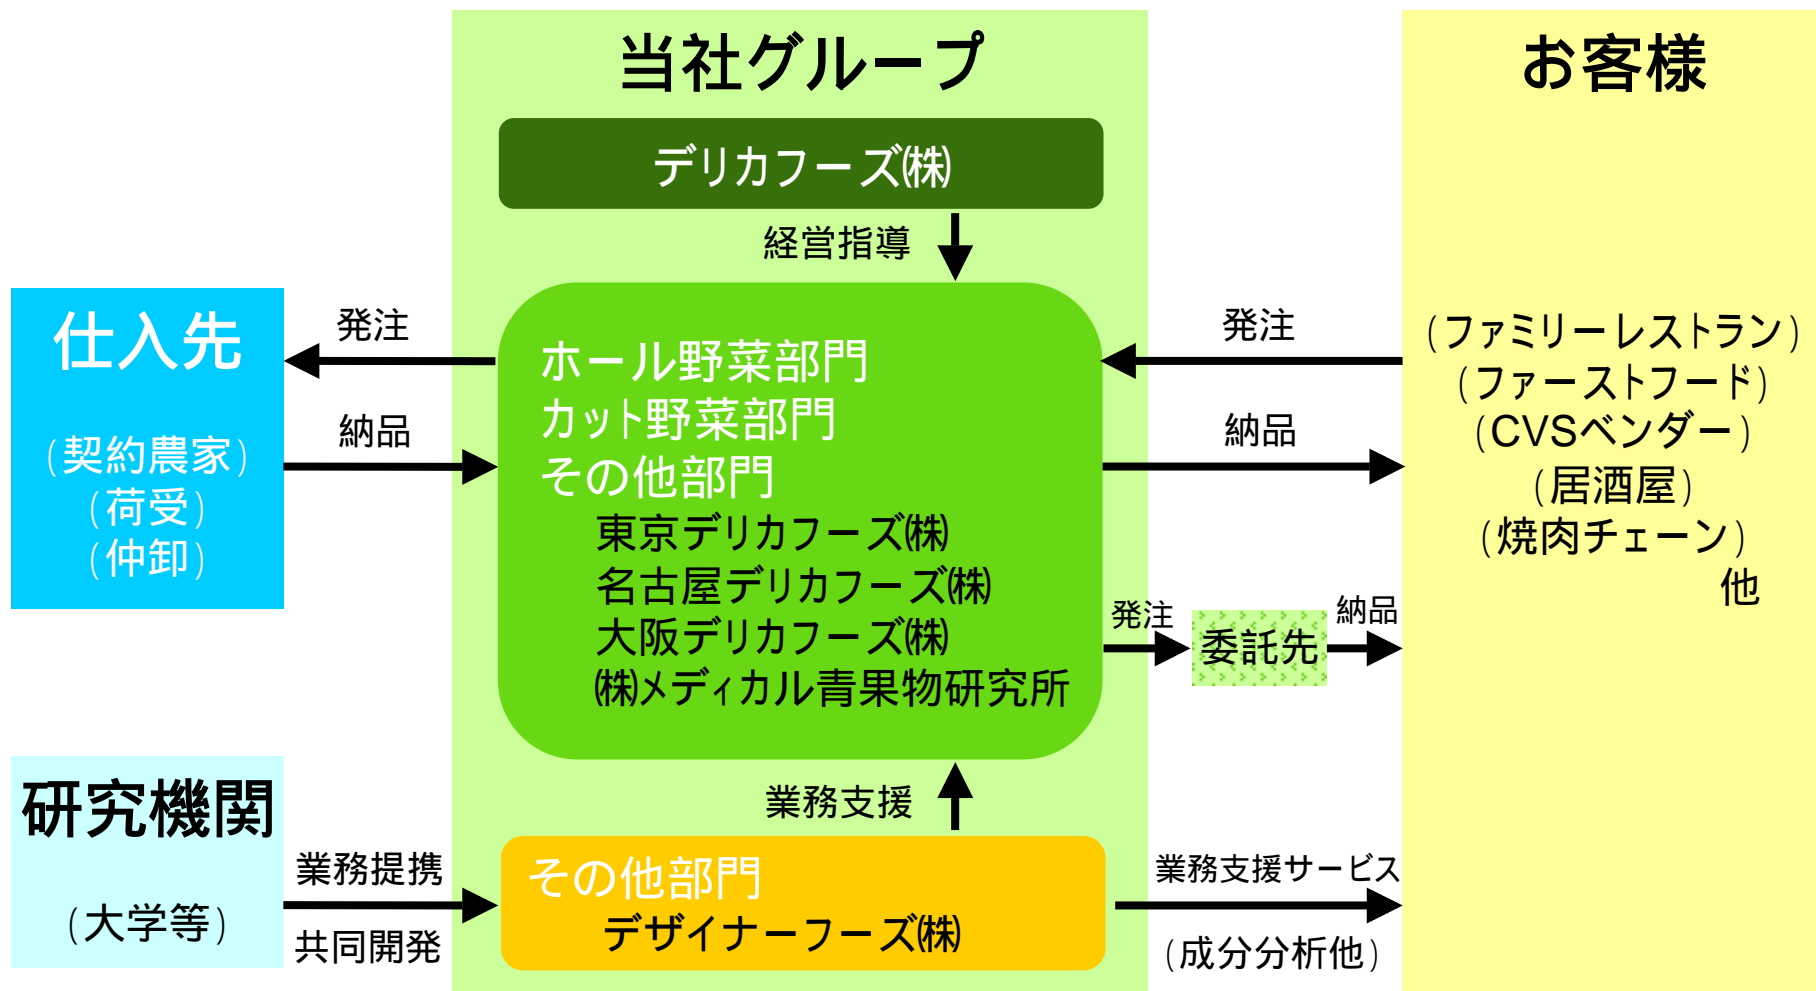 当社グループ
お客様
デリカフーズ㈱
経営指導
仕入先
(契約農家)
(荷受)
(仲卸)
発注
納品
ホール野菜部門
カット野菜部門
その他部門
東京デリカフーズ㈱
名古屋デリカフーズ㈱
大阪デリカフーズ㈱
㈱メディカル青果物研究所
発注
納品
(ファミリーレストラン)
(ファーストフード)
(CVSベンダー)
(居酒屋)
(焼肉チェーン)
他
発注
委託先
納品
業務支援
研究機関
(大学等)
業務提携
共同開発
その他部門
デザイナーフーズ㈱
業務支援サービス
(成分分析他)